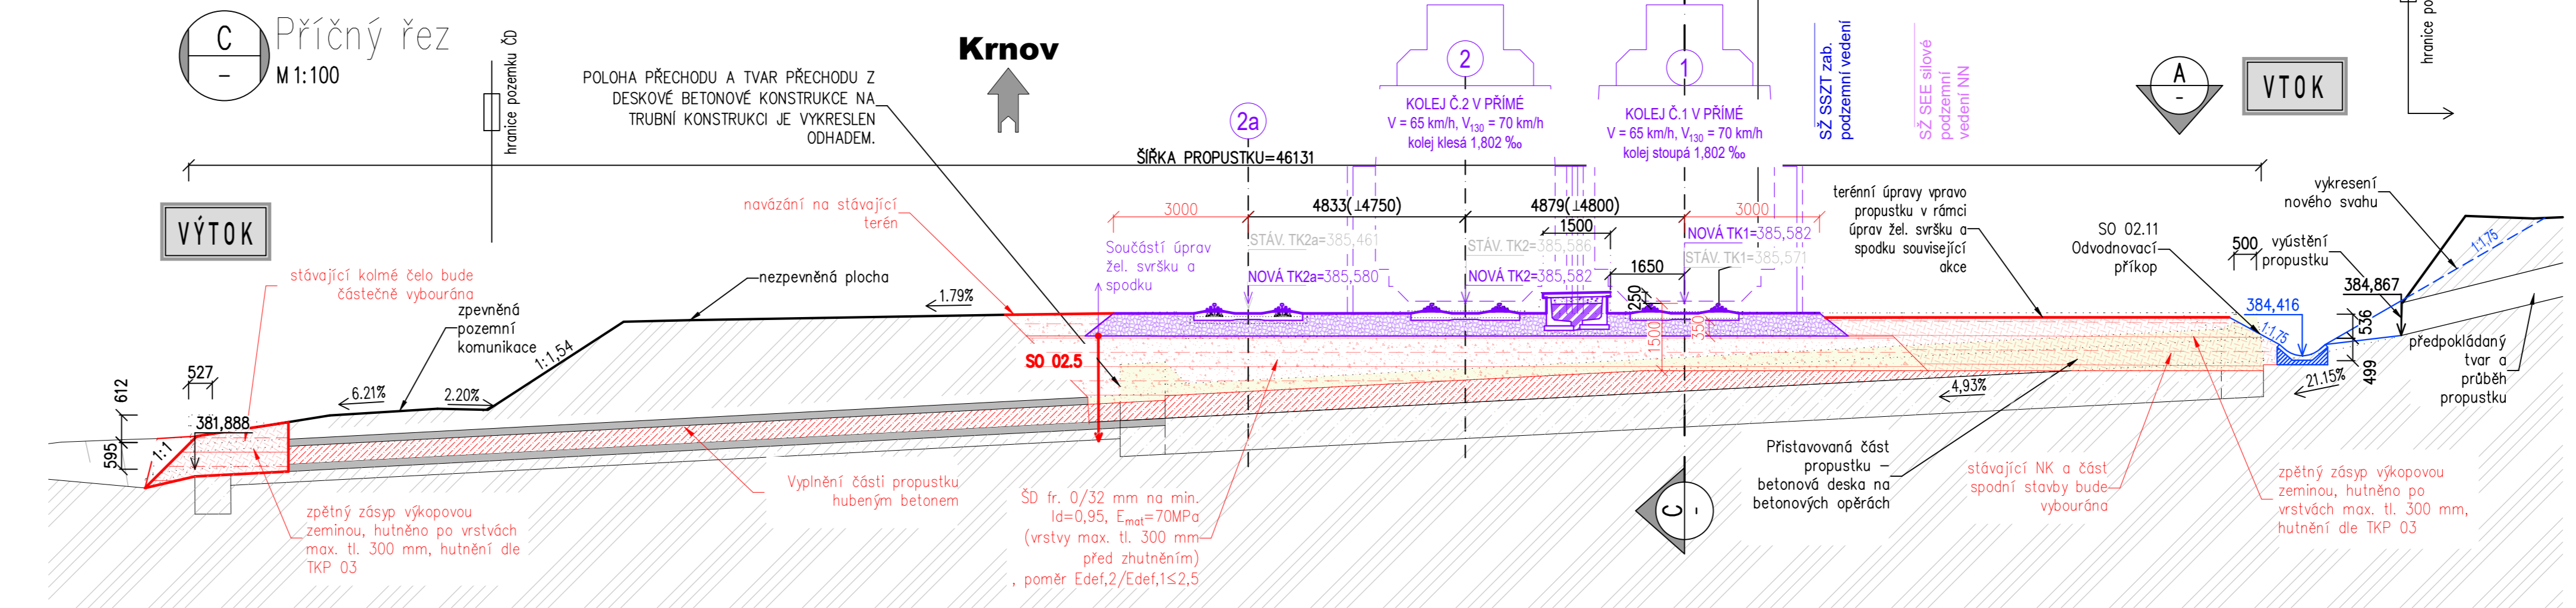 C
-
Příčný řez
M 1:100
hranice pozemku ČD
POLOHA PŘECHODU A TVAR PŘECHODU Z
DESKOVÉ BETONOVÉ KONSTRUKCE NA
TRUBNÍ KONSTRUKCI JE VYKRESLEN
ODHADEM.
Krnov
2a
2
KOLEJ Č.2 V PŘÍMÉ
V = 65 km/h, V130 = 70 km/h
kolej klesá 1,802 ‰
1
KOLEJ Č.1 V PŘÍMÉ
V = 65 km/h, V130 = 70 km/h
kolej stoupá 1,802 ‰
SŽ SSZT zab.
podzemní vedení
SŽ SEE silové
podzemní
vedení NN
A
-
VTOK
hranice po
ŠÍŘKA PROPUSTKU=46131
VÝTOK
navázání na stávající
terén
3000
4833(⊥4750)
4879(⊥4800)
3000
1500
Součástí úprav
žel. svršku a
spodku
STÁV. TK2a=385,461
NOVÁ TK2a=385,580
STÁV. TK2=385,586
NOVÁ TK2=385,582
NOVÁ TK1=385,582
STÁV. TK1=385,571
1650
250
1500
350
terénní úpravy vpravo
propustku v rámci
úprav žel. svršku a
spodku související
akce
SO 02.11
Odvodnovací
příkop
vykresení
nového svahu
500
vyústění
propustku
1:1,75
384,867
384,416
1:1,75
536
499
21.15%
předpokládaný
tvar a
průběh
propustku
stávající kolmé čelo bude
částečně vybourána
zpevněná
pozemní
komunikace
nezpevněná plocha
1.79%
1:1,54
6.21%
2.20%
527
612
595
381,888
1:1
SO 02.5
4,93%
zpětný zásyp výkopovou
zeminou, hutněno po vrstvách
max. tl. 300 mm, hutnění dle
TKP 03
Vyplnění části propustku
hubeným betonem
ŠD fr. 0/32 mm na min.
Id=0,95, Emat=70MPa
(vrstvy max. tl. 300 mm
před zhutněním)
, poměr Edef,2/Edef,1≤2,5
C
-
Přistavovaná část
propustku –
betonová deska na
betonových opěrách
stávající NK a část
spodní stavby bude
vybourána
zpětný zásyp výkopovou
zeminou, hutněno po
vrstvách max. tl. 300 mm,
hutnění dle TKP 03